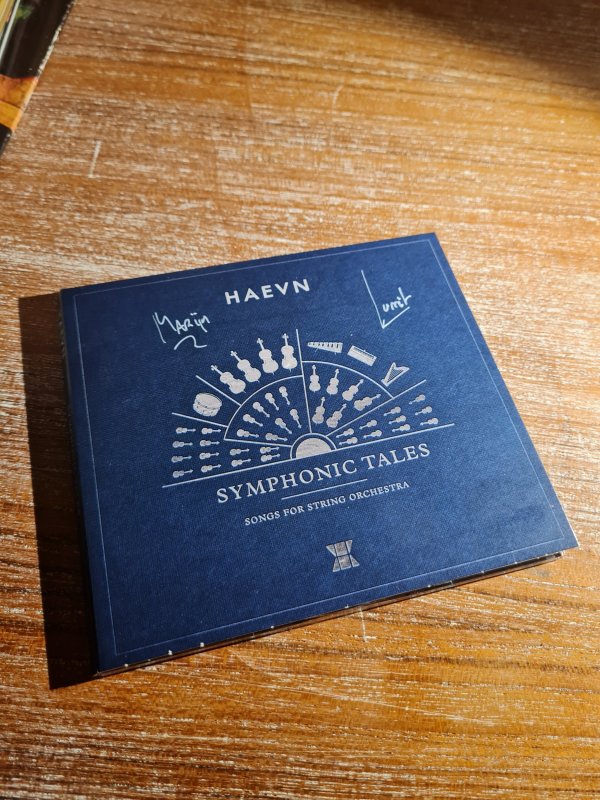 HAEVN
Marijn
Jorrit
SYMPHONIC TALES
SONGS FOR STRING ORCHESTRA